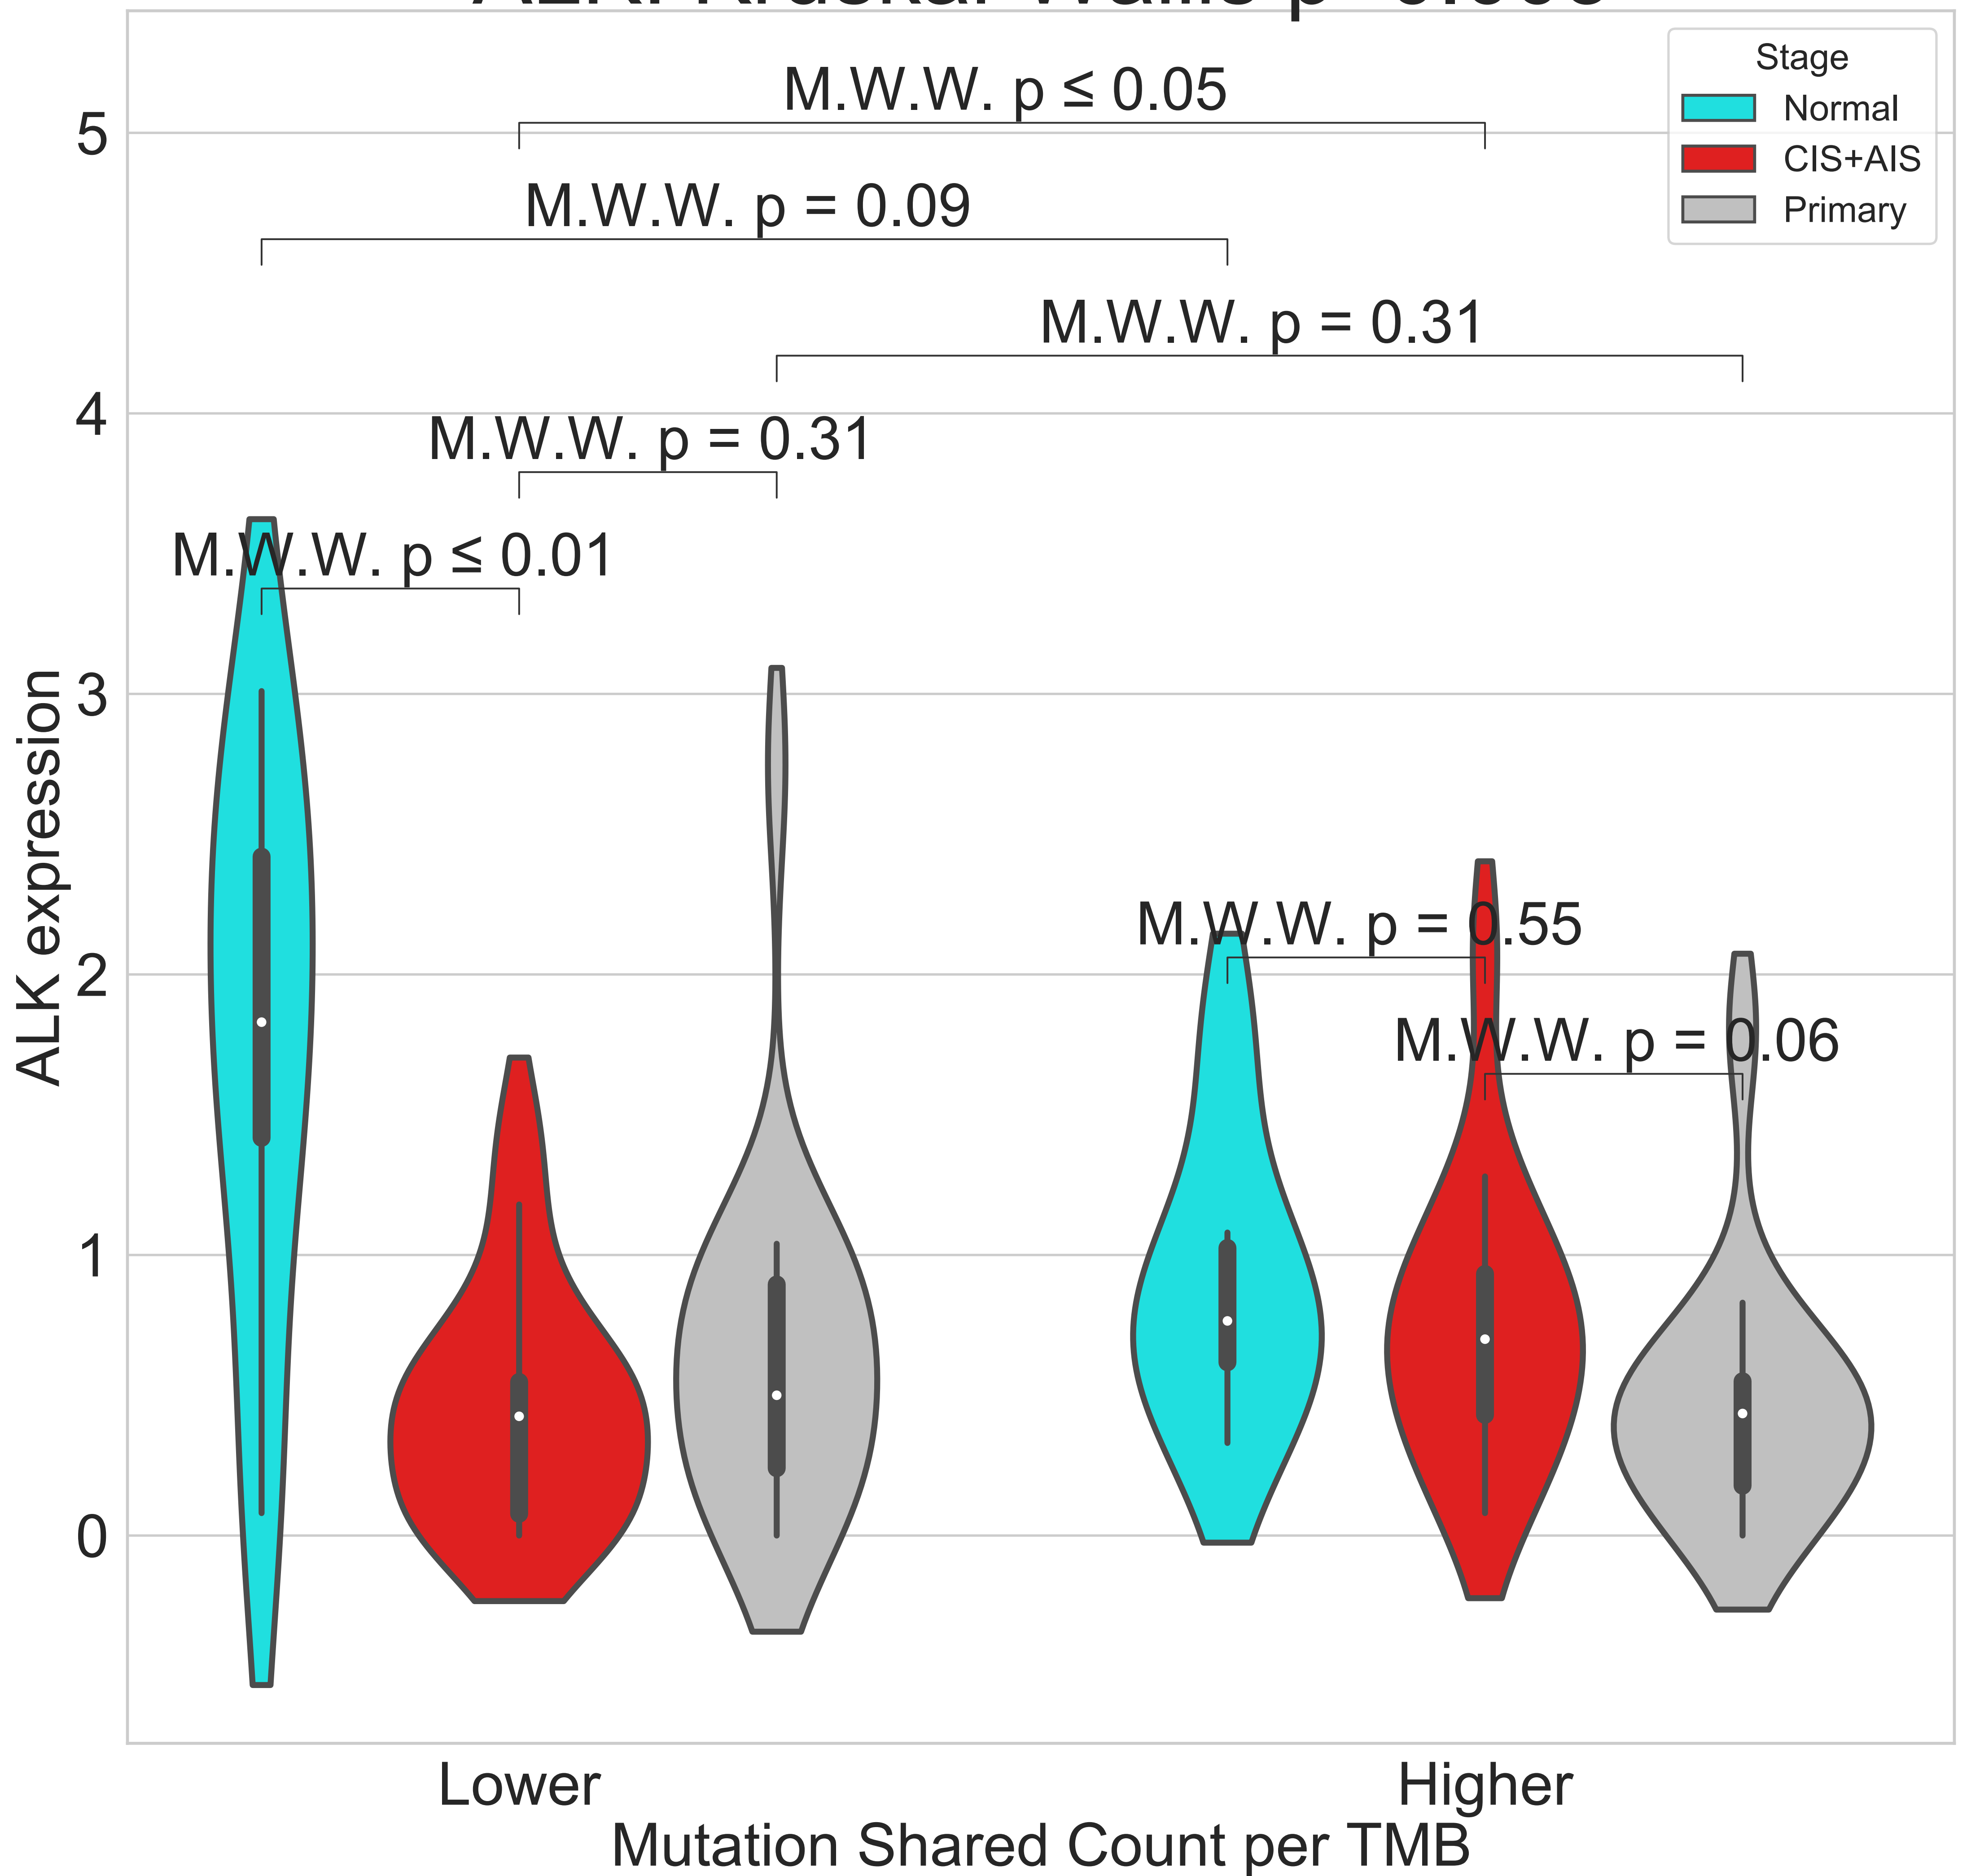 Stage
Normal
CIS+AIS
Primary
M.W.W. p ≤ 0.05
M.W.W. p = 0.09
M.W.W. p = 0.31
M.W.W. p = 0.31
M.W.W. p ≤ 0.01
M.W.W. p = 0.55
M.W.W. p = 0.06
5
4
3
2
1
0
ALK expression
Lower
Higher
Mutation Shared Count per TMB